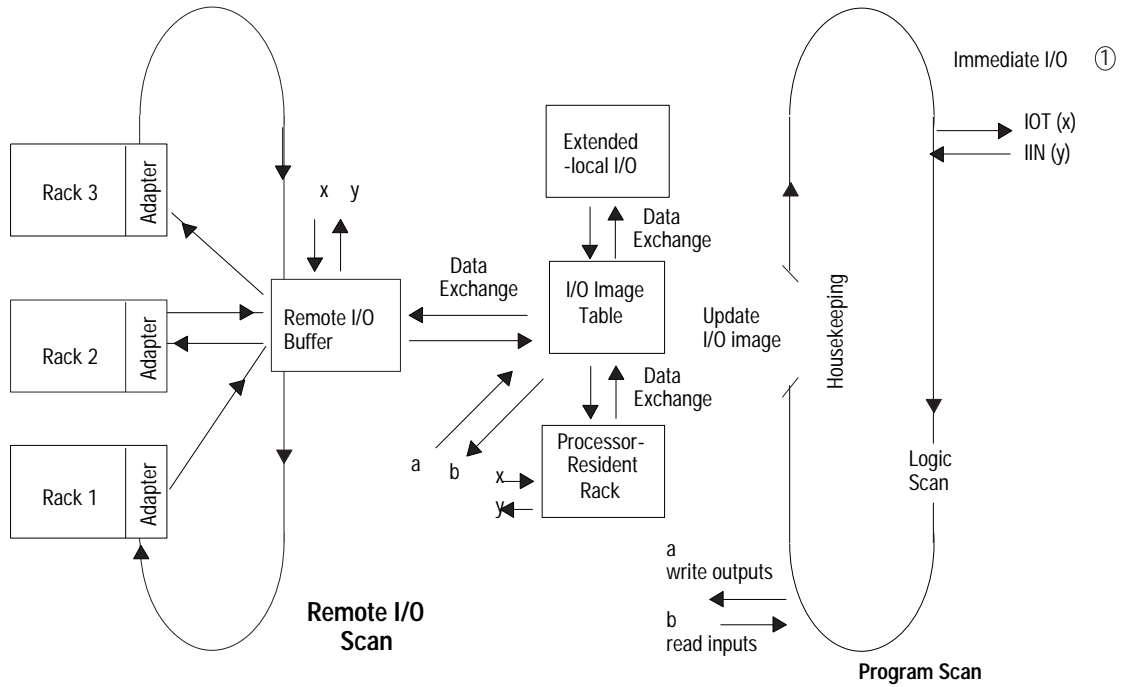 Immediate I/O ①
IOT (x)
IIN (y)
Rack 3
Adapter
x y
Extended
-local I/O
Data
Exchange
Rack 2
Adapter
Remote I/O
Buffer
Data
Exchange
I/O Image
Table
Update
I/O image
Housekeeping
Data
Exchange
Rack 1
Adapter
a
b
Processor-
Resident
Rack
x
y
Logic
Scan
a
write outputs
b
read inputs
Remote I/O
Scan
Program Scan